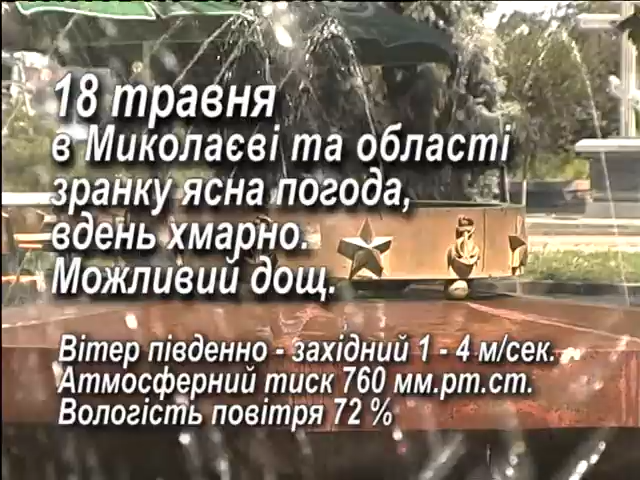 18 травня
в Миколаєві та області
зранку ясна погода,
вдень хмарно.
Можливий дощ.
Вітер південно - західний 1 - 4 м/сек.
Атмосферний тиск 760 мм.рт.ст.
Вологість повітря 72 %